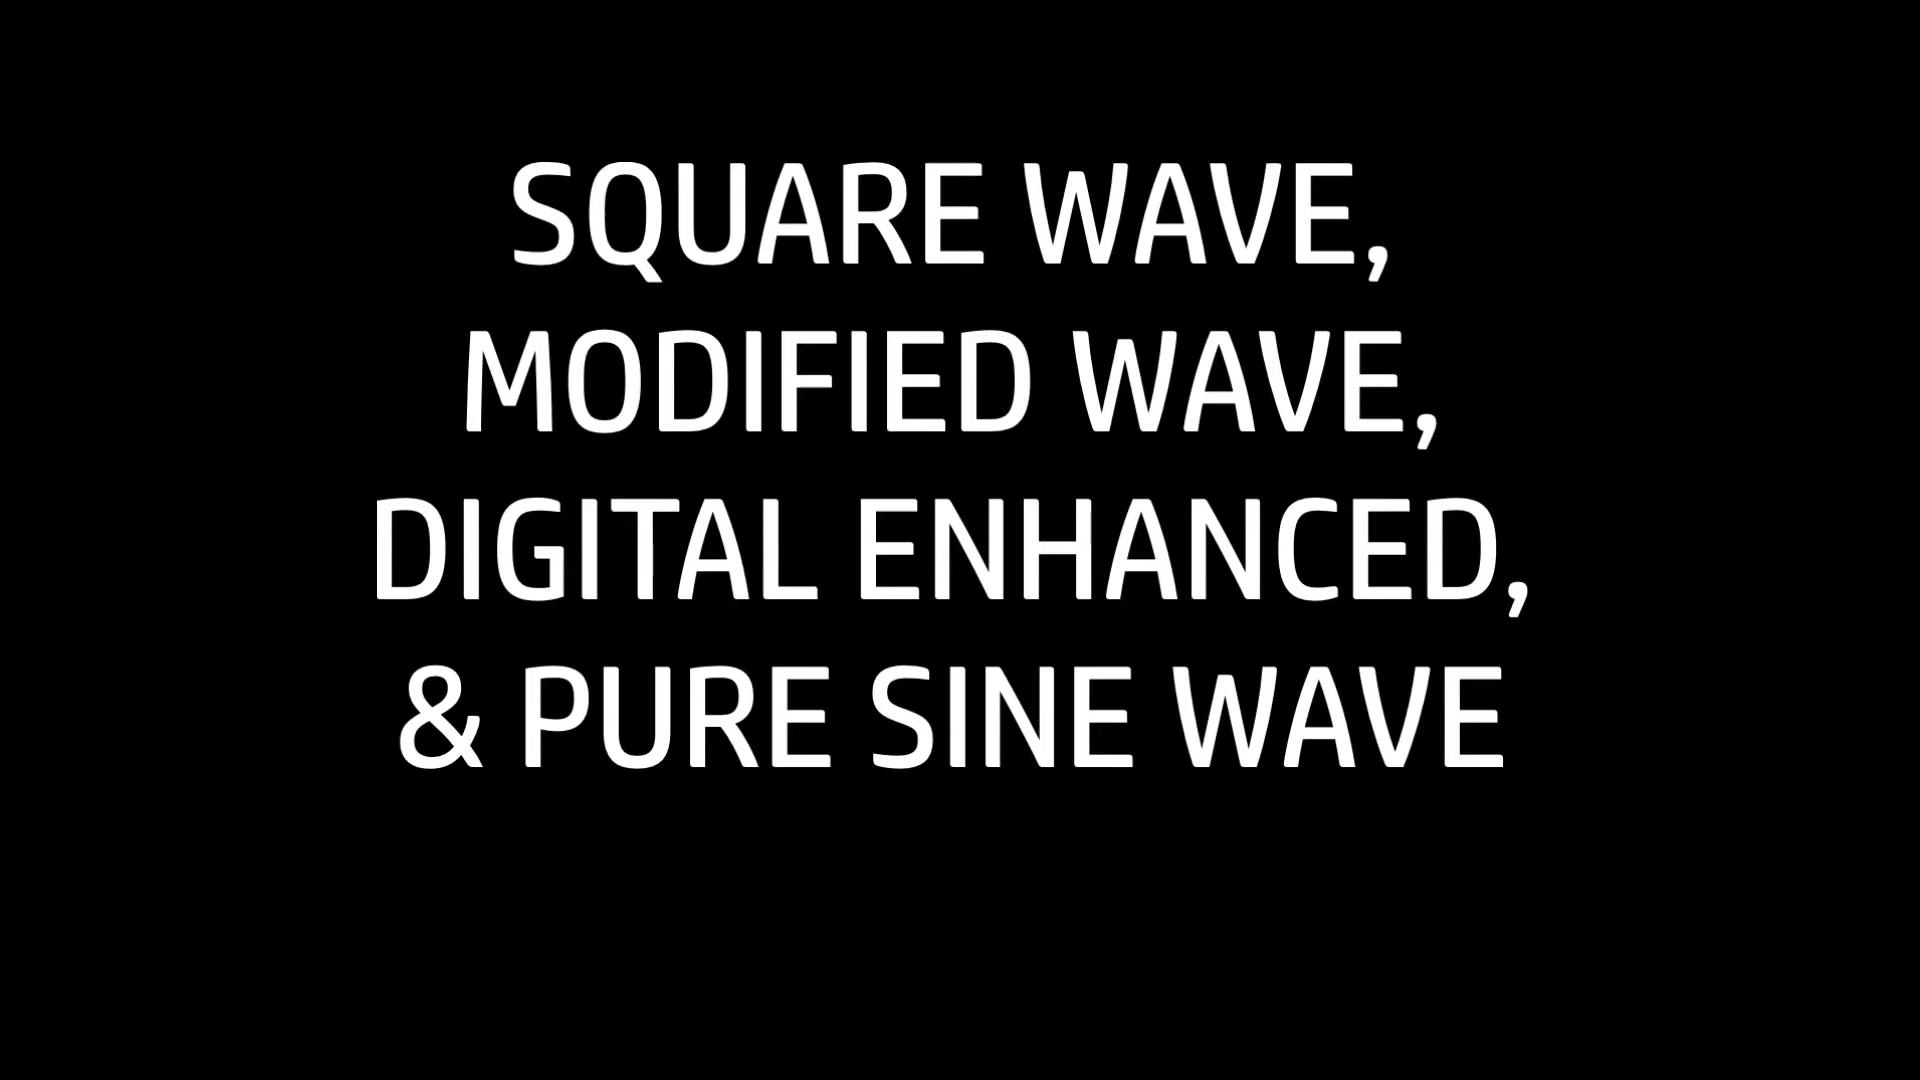 SQUARE WAVE,
MODIFIED WAVE,
DIGITAL ENHANCED,
& PURE SINE WAVE